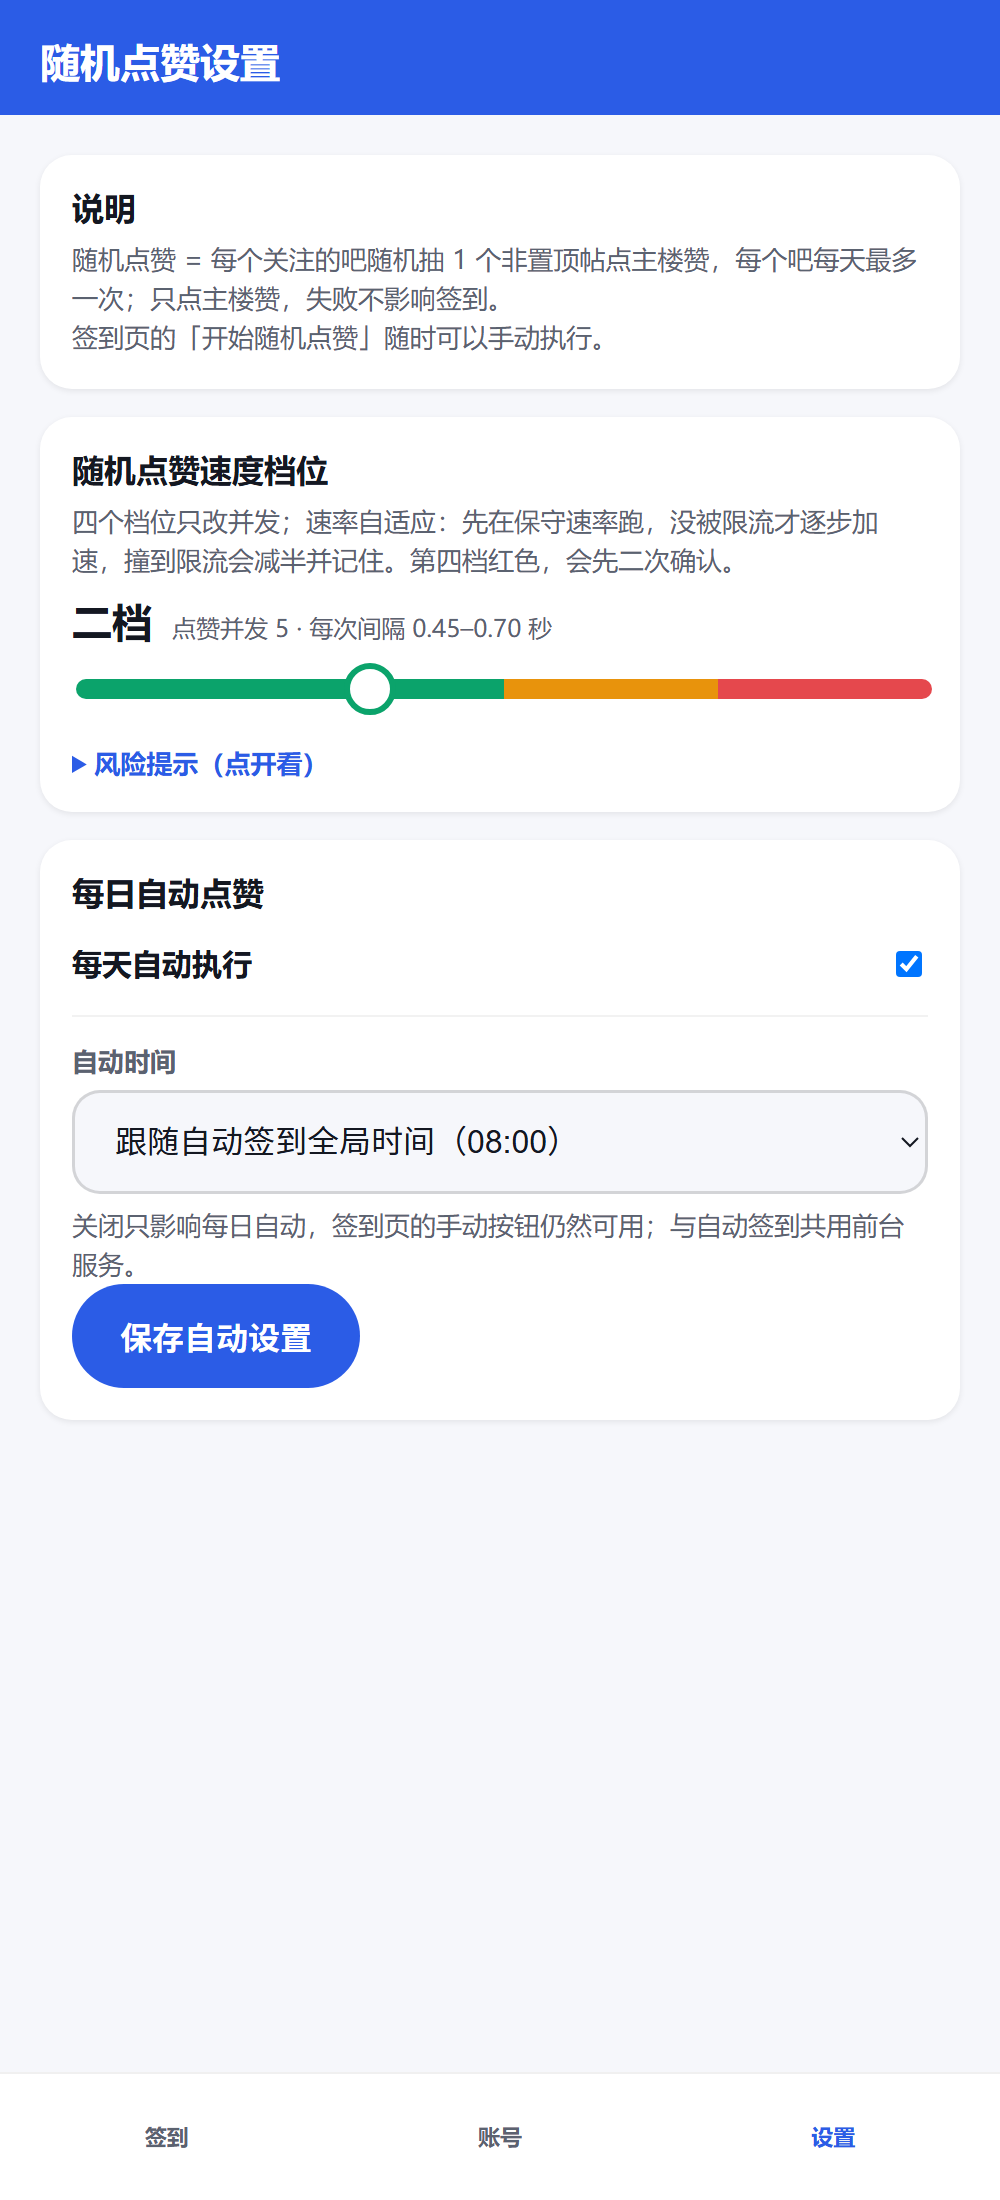 随机点赞设置
说明
随机点赞 = 每个关注的吧随机抽 1 个非置顶帖点主楼赞，每个吧每天最多
一次；只点主楼赞，失败不影响签到。
签到页的「开始随机点赞」随时可以手动执行。
随机点赞速度档位
四个档位只改并发；速率自适应：先在保守速率跑，没被限流才逐步加
速，撞到限流会减半并记住。第四档红色，会先二次确认。
二档 点赞并发 5 · 每次间隔 0.45–0.70 秒
▶ 风险提示（点开看）
每日自动点赞
每天自动执行
自动时间
跟随自动签到全局时间（08:00）
关闭只影响每日自动，签到页的手动按钮仍然可用；与自动签到共用前台
服务。
保存自动设置
签到 账号 设置